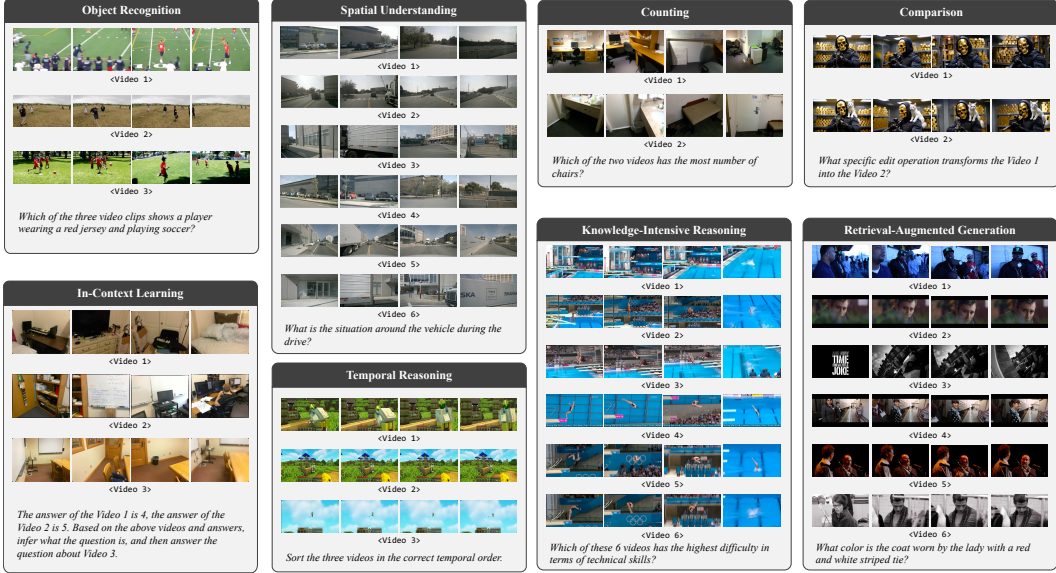 Object Recognition
<Video 1>
<Video 2>
<Video 3>
Which of the three video clips shows a player
wearing a red jersey and playing soccer?
In-Context Learning
<Video 1>
<Video 2>
<Video 3>
The answer of the Video 1 is 4, the answer of the
Video 2 is 5. Based on the above videos and answers,
infer what the question is, and then answer the
question about Video 3.
Spatial Understanding
<Video 1>
<Video 2>
<Video 3>
<Video 4>
<Video 5>
SKA
<Video 6>
What is the situation around the vehicle during the
drive?
Temporal Reasoning
<Video 1>
<Video 2>
<Video 3>
Sort the three videos in the correct temporal order.
Counting
<Video 1>
<Video 2>
Which of the two videos has the most number of
chairs?
Comparison
<Video 1>
<Video 2>
What specific edit operation transforms the Video 1
into the Video 2?
Knowledge-Intensive Reasoning
<Video 1>
<Video 2>
<Video 3>
<Video 4>
<Video 5>
<Video 6>
Which of these 6 videos has the highest difficulty in
terms of technical skills?
Retrieval-Augmented Generation
<Video 1>
<Video 2>
TIME
JOKE
<Video 3>
<Video 4>
<Video 5>
<Video 6>
What color is the coat worn by the lady with a red
and white striped tie?